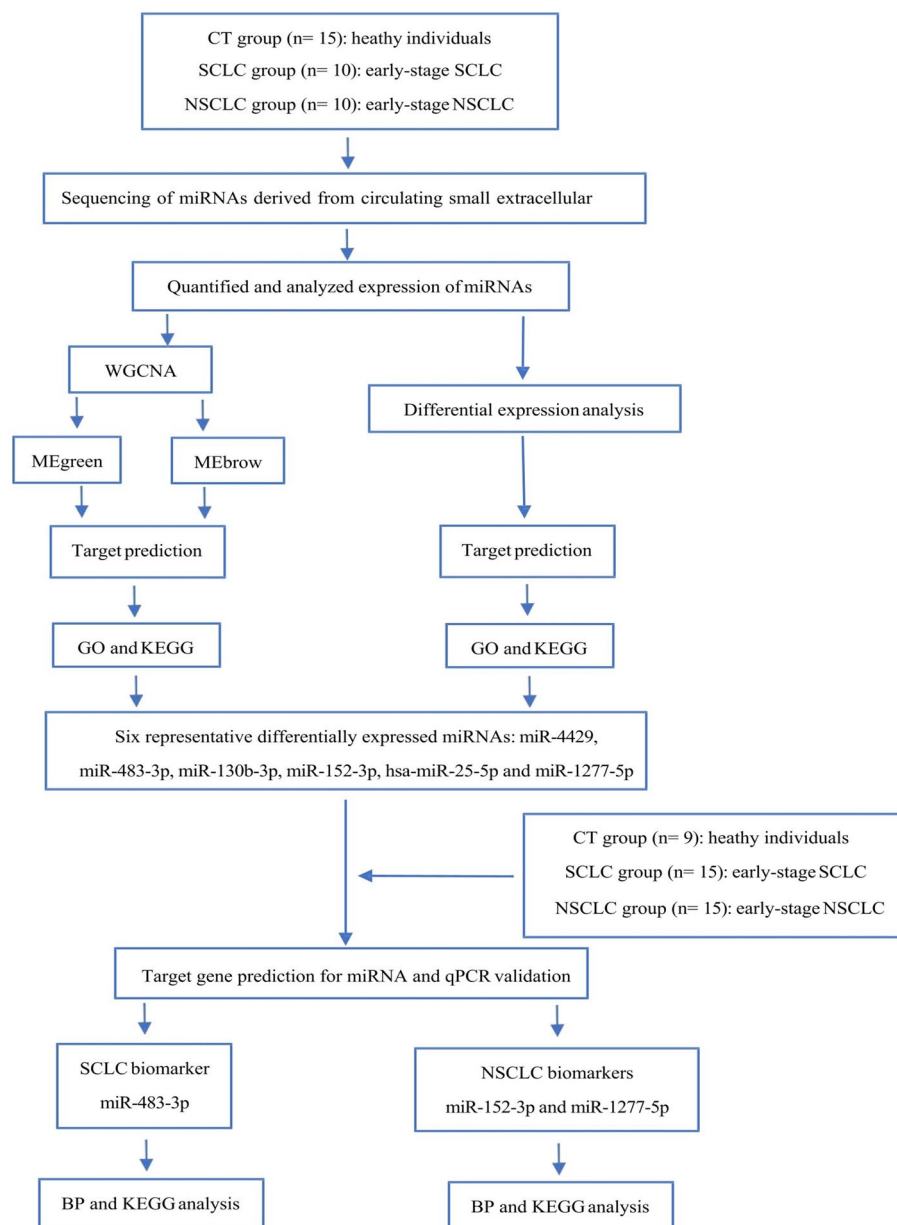 CT group (n= 15): heathy individuals
SCLC group (n= 10): early-stage SCLC
NSCLC group (n= 10): early-stage NSCLC
Sequencing of miRNAs derived from circulating small extracellular
Quantified and analyzed expression of miRNAs
WGCNA
Differential expression analysis
MEgreen
MEbrow
Target prediction
Target prediction
GO and KEGG
GO and KEGG
Six representative differentially expressed miRNAs: miR-4429,
miR-483-3p, miR-130b-3p, miR-152-3p, hsa-miR-25-5p and miR-1277-5p
CT group (n= 9): heathy individuals
SCLC group (n= 15): early-stage SCLC
NSCLC group (n= 15): early-stage NSCLC
Target gene prediction for miRNA and qPCR validation
SCLC biomarker
miR-483-3p
NSCLC biomarkers
miR-152-3p and miR-1277-5p
BP and KEGG analysis
BP and KEGG analysis